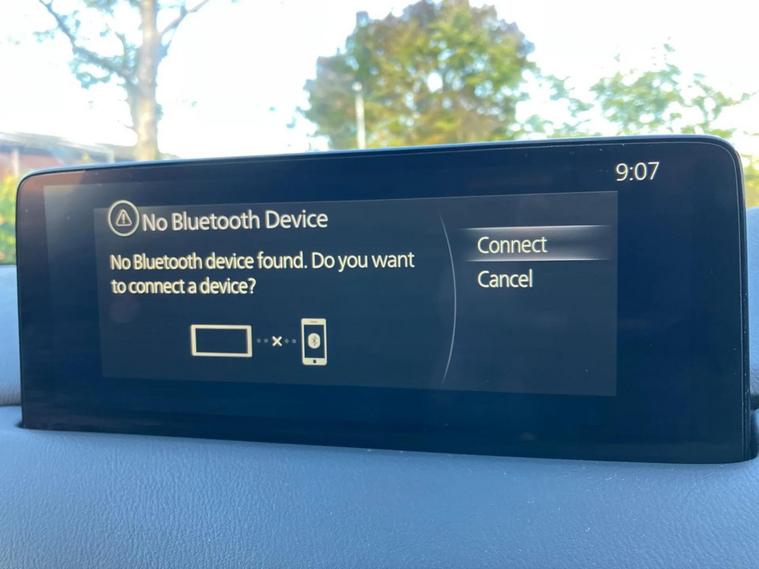 9:07
No Bluetooth Device
No Bluetooth device found. Do you want
to connect a device?
Connect
Cancel